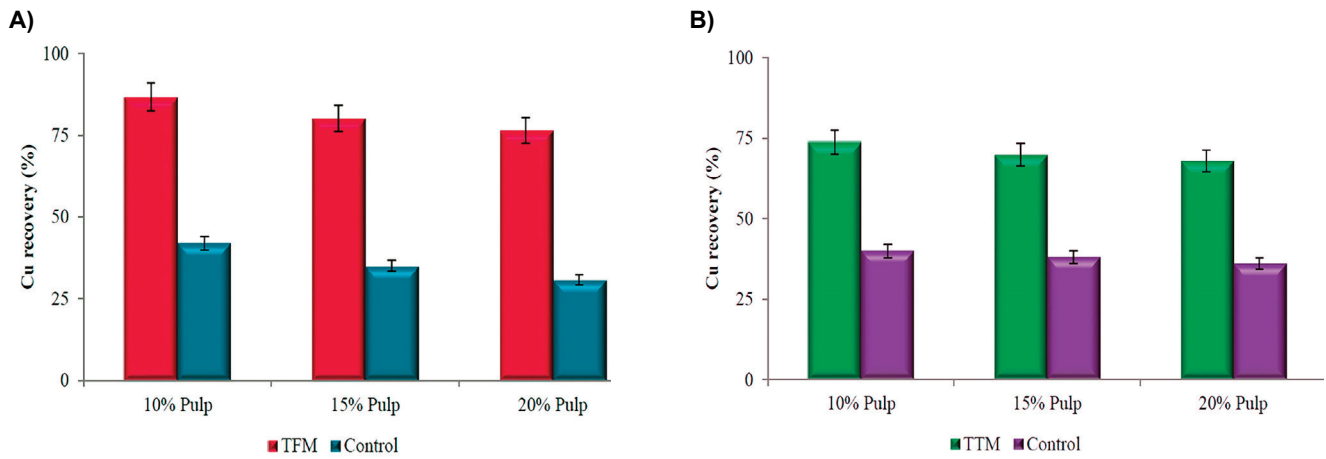 A)
100
75
50
25
0
Cu recovery (%)
10% Pulp
15% Pulp
20% Pulp
TFM
Control
B)
100
75
50
25
0
Cu recovery (%)
10% Pulp
15% Pulp
20% Pulp
TTM
Control